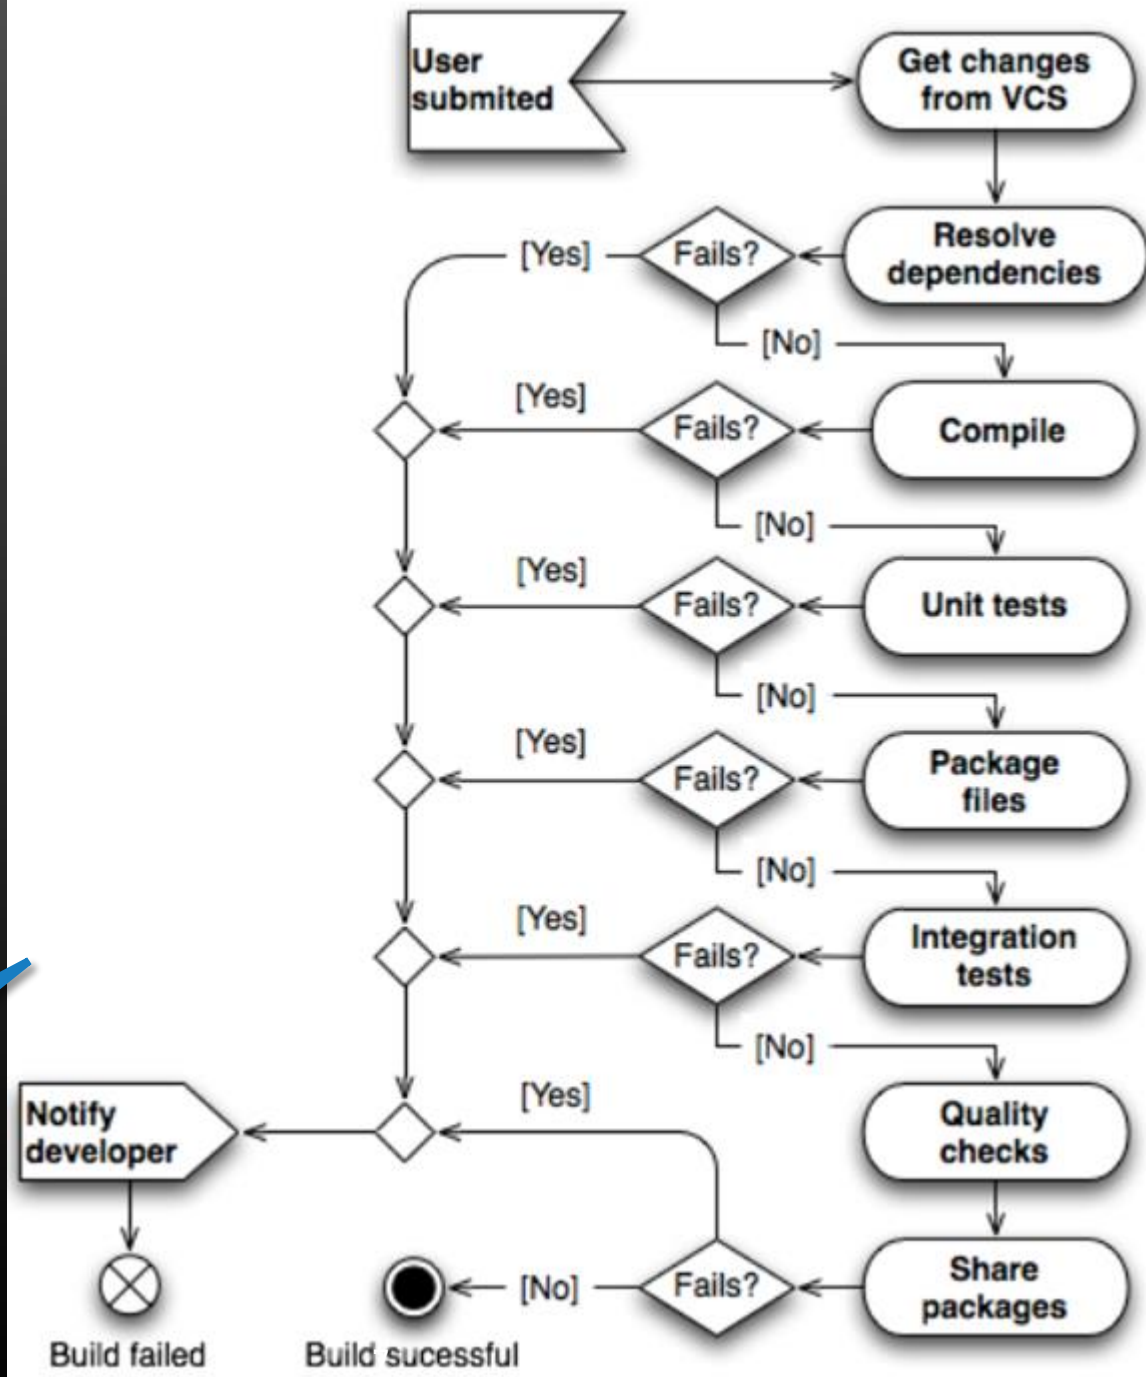 User
submited
Get changes
from VCS
Resolve
dependencies
Fails?
[Yes]
[No]
Compile
Fails?
[Yes]
[No]
Unit tests
Fails?
[Yes]
[No]
Package
files
Fails?
[Yes]
[No]
Integration
tests
Fails?
[Yes]
[No]
Quality
checks
Share
packages
Fails?
[Yes]
[No]
Notify
developer
Build failed
Build sucessful